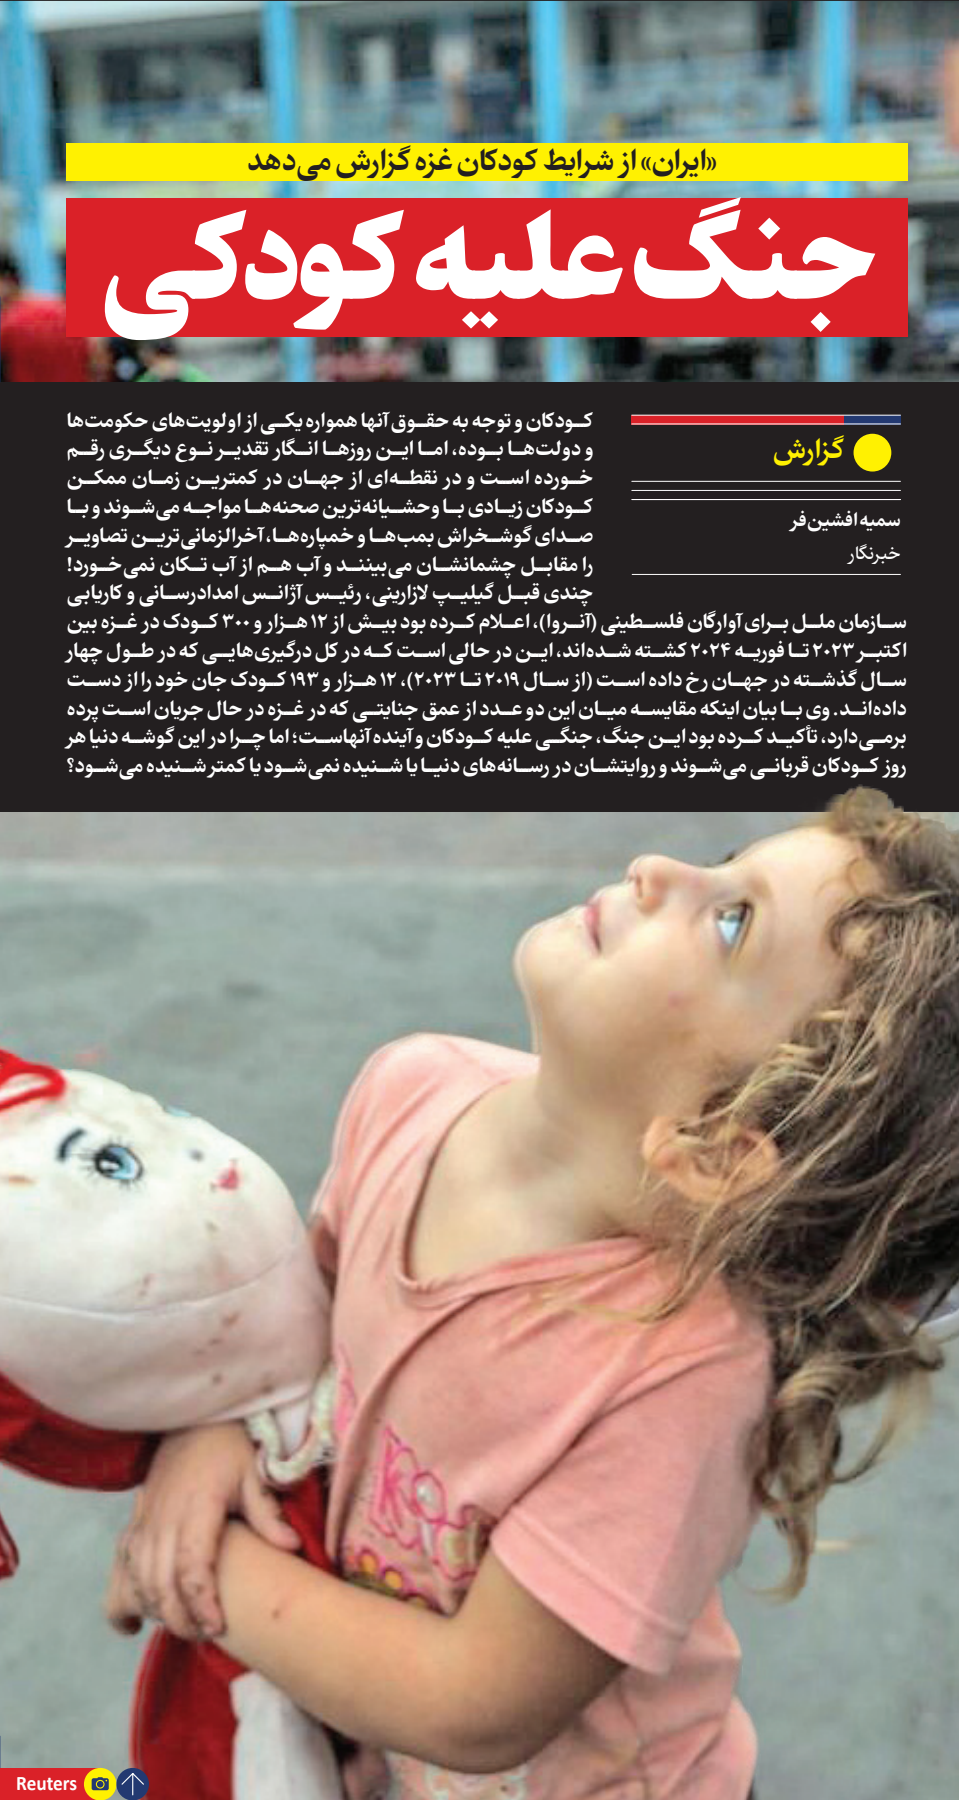 «ایران» از شرایط کودکان غزه گزارش می‌دهد
جنگ علیه کودکی
گزارش
سمیه افشین‌فر
خبرنگار
کودکان و توجه به حقوق آنها همواره یکی از اولویت‌های حکومت‌ها
و دولت‌ها بوده، اما این روزها انگار تقدیر نوع دیگری رقم
خورده است و در نقطه‌ای از جهان در کمترین زمان ممکن
کودکان زیادی با وحشیانه‌ترین صحنه‌ها مواجه می‌شوند و با
صدای گوشخراش بمب‌ها و خمپاره‌ها، آخرالزمانی‌ترین تصاویر
را مقابل چشمانشان می‌بینند و آب هم از آب تکان نمی‌خورد!
چندی قبل گیلیپ لازارینی، رئیس آژانس امدادرسانی و کاریابی
سازمان ملل برای آوارگان فلسطینی (آنروا)، اعلام کرده بود بیش از ۱۲ هزار و ۳۰۰ کودک در غزه بین
اکتبر ۲۰۲۳ تا فوریه ۲۰۲۴ کشته شده‌اند، این در حالی است که در کل درگیری‌هایی که در طول چهار
سال گذشته در جهان رخ داده است (از سال ۲۰۱۹ تا ۲۰۲۳)، ۱۲ هزار و ۱۹۳ کودک جان خود را از دست
داده‌اند. وی با بیان اینکه مقایسه میان این دو عدد از عمق جنایتی که در غزه در حال جریان است پرده
برمی‌دارد، تأکید کرده بود این جنگ، جنگی علیه کودکان و آینده آنهاست؛ اما چرا در این گوشه دنیا هر
روز کودکان قربانی می‌شوند و روایتشان در رسانه‌های دنیا یا شنیده نمی‌شود یا کمتر شنیده می‌شود؟
Reuters